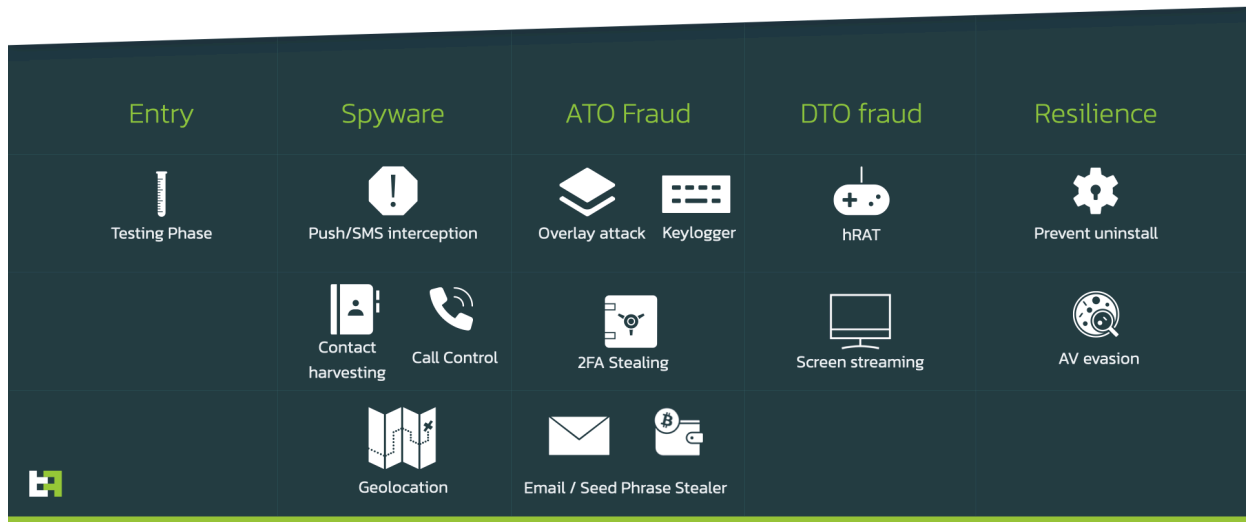 Entry
Spyware
ATO Fraud
DTO fraud
Resilience
Testing Phase
Push/SMS interception
Overlay attack
Keylogger
hRAT
Prevent uninstall
Contact
harvesting
Call Control
2FA Stealing
Screen streaming
AV evasion
Geolocation
Email / Seed Phrase Stealer